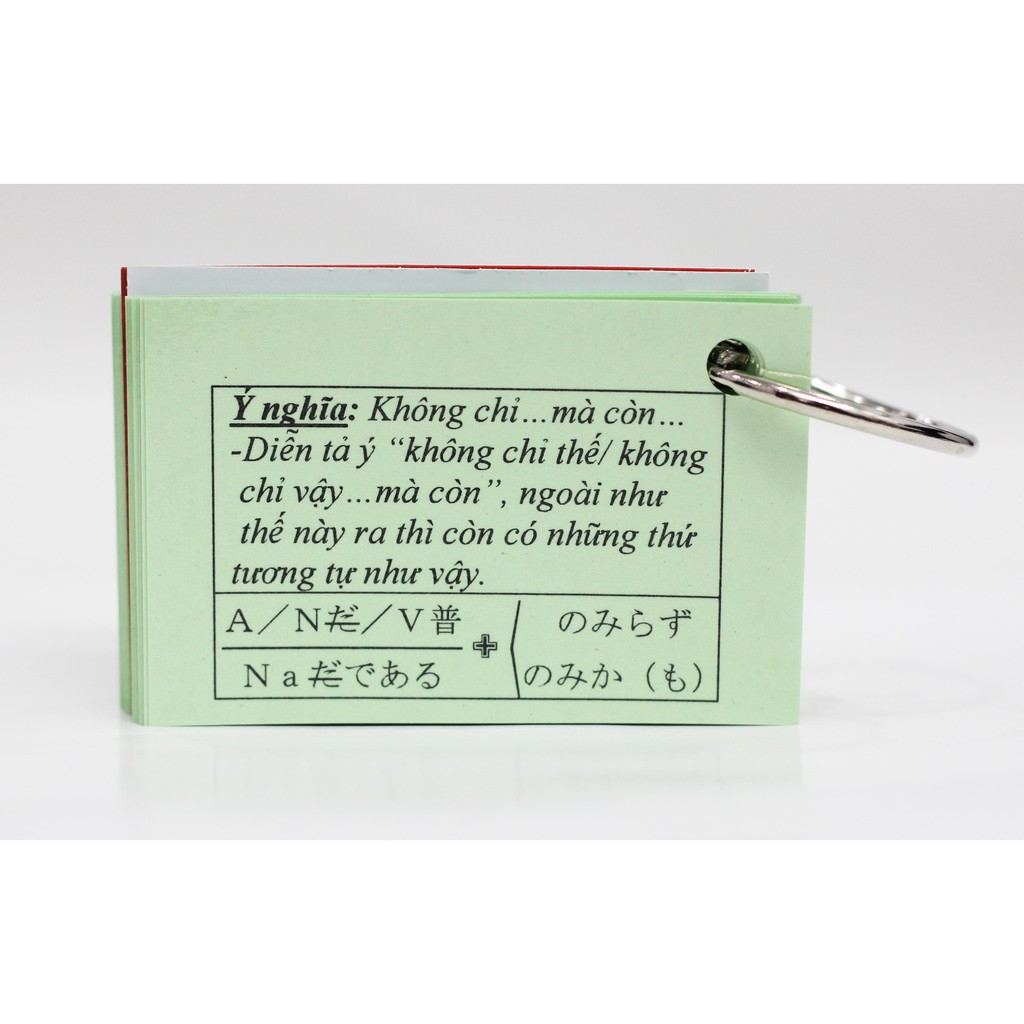 Ý nghĩa: Không chỉ...mà còn...
-Diễn tả ý “không chỉ thế/ không
chỉ vậy...mà còn”, ngoài như
thế này ra thì còn có những thứ
tương tự như vậy.
A／Nだ／V普
Ｎａだである
+
のみらず
のみか（も）